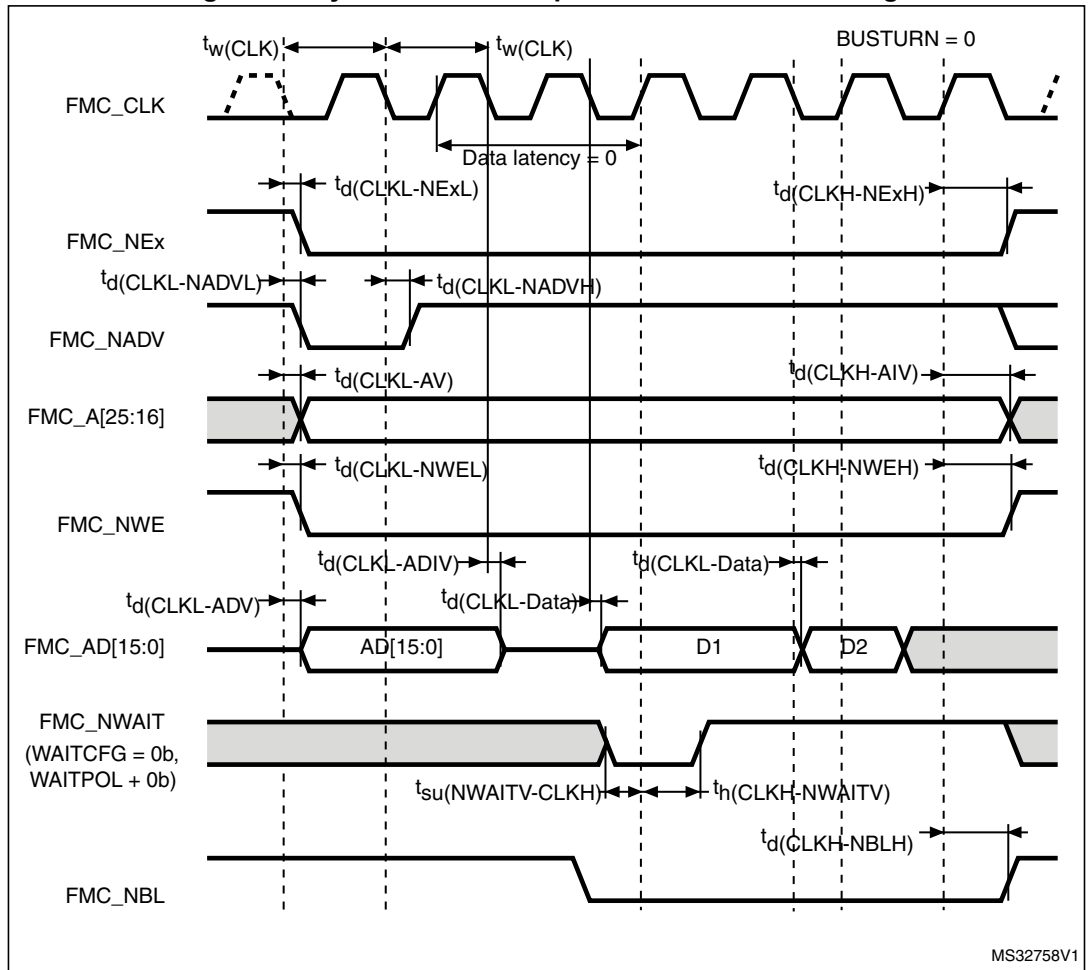 tw(CLK) tw(CLK) BUSTURN = 0
FMC_CLK
Data latency = 0
td(CLKL-NExL) td(CLKH-NExH)
FMC_NEx
td(CLKL-NADVL) td(CLKL-NADVH)
FMC_NADV
td(CLKL-AV) td(CLKH-AIV)
FMC_A[25:16]
td(CLKL-NWEL) td(CLKH-NWEH)
FMC_NWE
td(CLKL-ADIV) td(CLKL-Data)
td(CLKL-ADV) td(CLKL-Data)
FMC_AD[15:0] AD[15:0] D1 D2
FMC_NWAIT
(WAITCFG = 0b,
WAITPOL + 0b)
tsu(NWAITV-CLKH) th(CLKH-NWAITV)
td(CLKH-NBLH)
FMC_NBL
MS32758V1